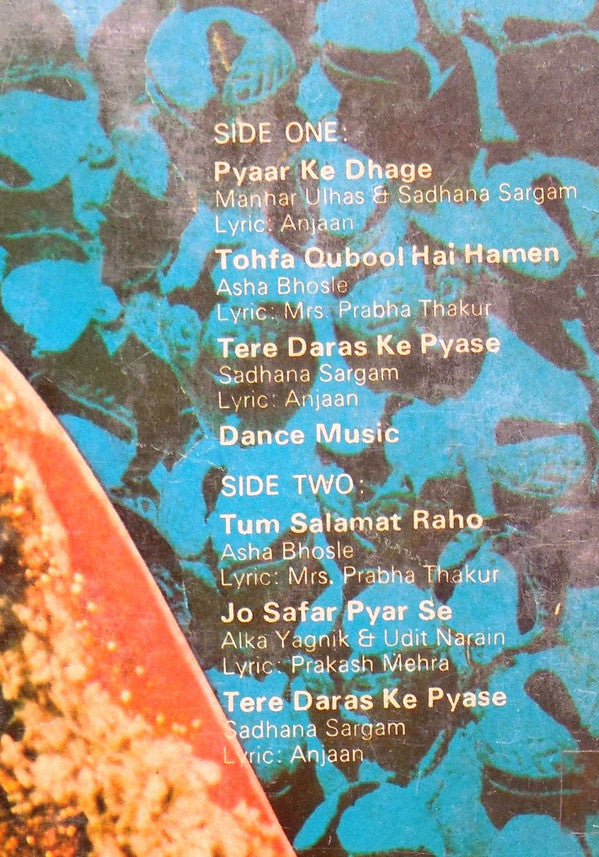 SIDE ONE:
Pyaar Ke Dhage
Manhar Ulhas & Sadhana Sargam
Lyric: Anjaan
Tohfa Qubool Hai Hamen
Asha Bhosle
Lyric: Mrs. Prabha Thakur
Tere Daras Ke Pyase
Sadhana Sargam
Lyric: Anjaan
Dance Music
SIDE TWO:
Tum Salamat Raho
Asha Bhosle
Lyric: Mrs. Prabha Thakur
Jo Safar Pyar Se
Alka Yagnik & Udit Narain
Lyric: Prakash Mehra
Tere Daras Ke Pyase
Sadhana Sargam
Lyric: Anjaan